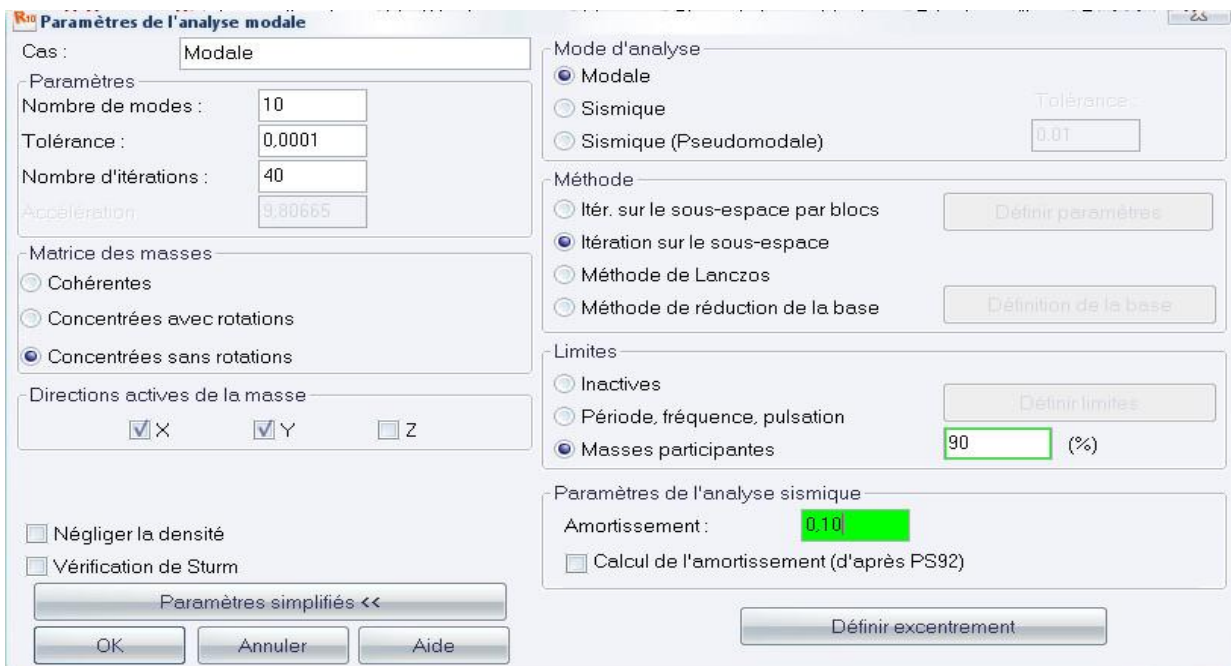 R10 Paramètres de l'analyse modale
Cas : Modale
Paramètres
Nombre de modes : 10
Tolérance : 0,0001
Nombre d'itérations : 40
Accélération 9,80665
Matrice des masses
Cohérentes
Concentrées avec rotations
Concentrées sans rotations
Directions actives de la masse
X Y Z
Négliger la densité
Vérification de Sturm
Paramètres simplifiés <<
OK Annuler Aide
Mode d'analyse
Modale
Sismique
Sismique (Pseudomodale)
Tolérance :
0.01
Méthode
Itér. sur le sous-espace par blocs Définir paramètres
Itération sur le sous-espace
Méthode de Lanczos
Méthode de réduction de la base Définition de la base
Limites
Inactives
Période, fréquence, pulsation Définir limites
Masses participantes 90 (%)
Paramètres de l'analyse sismique
Amortissement : 0,10
Calcul de l'amortissement (d'après PS92)
Définir excentrement